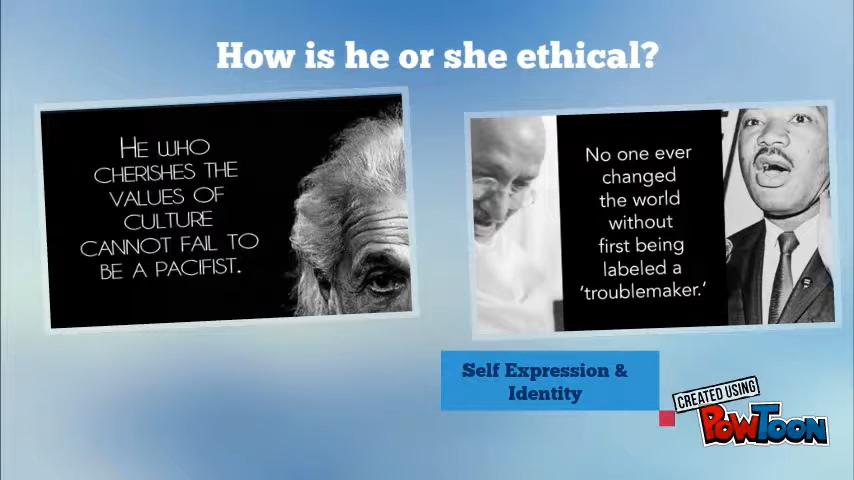 How is he or she ethical?
HE WHO
CHERISHES THE
VALUES OF
CULTURE
CANNOT FAIL TO
BE A PACIFIST.
No one ever
changed
the world
without
first being
labeled a
‘troublemaker.’
Self Expression &
Identity
CREATED USING
POWTOON